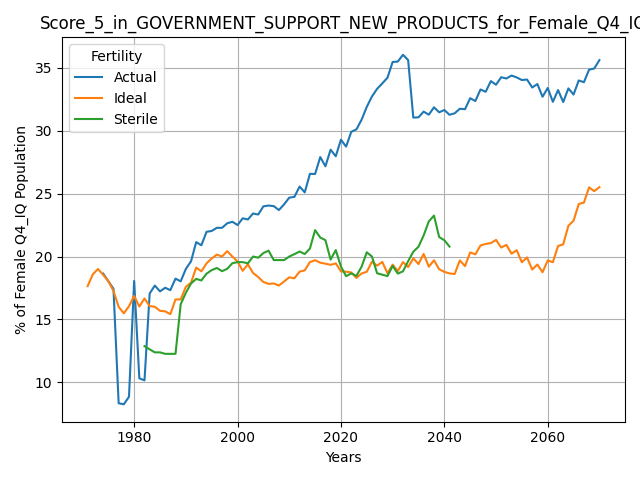 Score_5_in_GOVERNMENT_SUPPORT_NEW_PRODUCTS_for_Female_Q4_IQ
Fertility
Actual
Ideal
Sterile
% of Female Q4_IQ Population
35
30
25
20
15
10
1980
2000
2020
2040
2060
Years